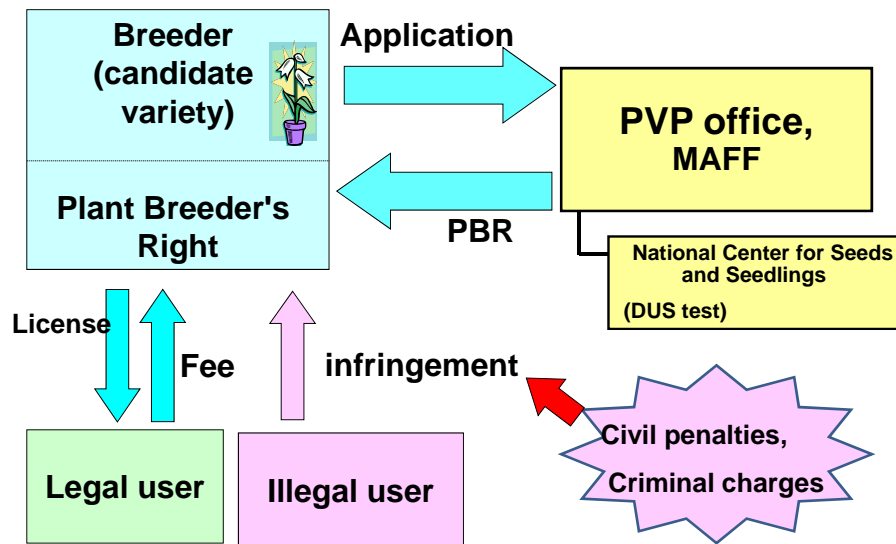 Breeder
(candidate
variety)
Application
PVP office,
MAFF
Plant Breeder's
Right
PBR
National Center for Seeds
and Seedlings
(DUS test)
License
Fee
infringement
Civil penalties,
Criminal charges
Legal user
Illegal user